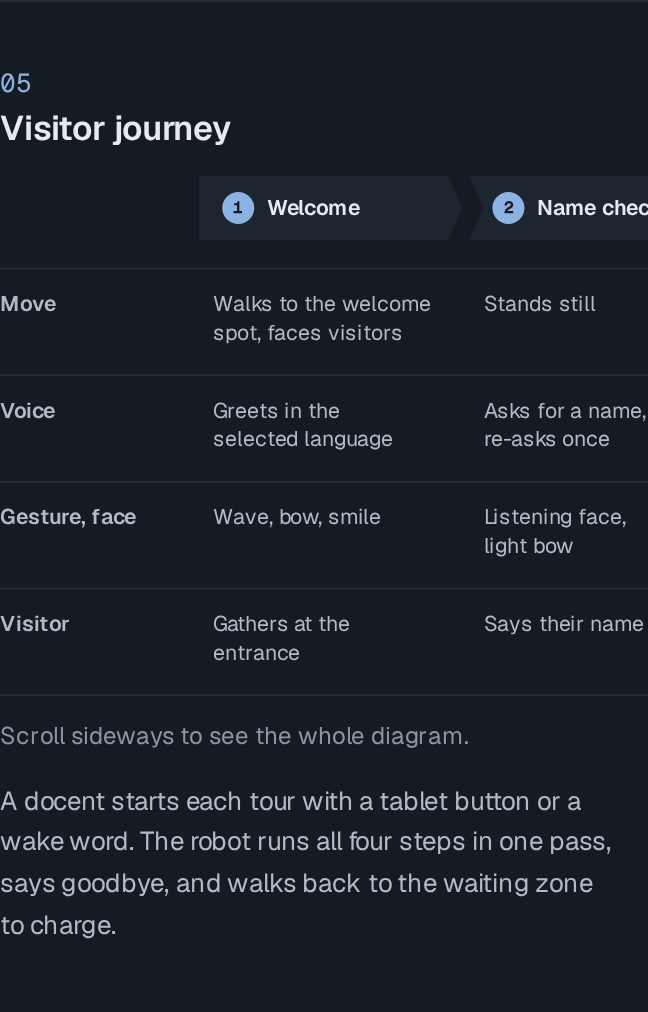 05
Visitor journey
1 Welcome
2 Name chec
Move
Walks to the welcome
spot, faces visitors
Stands still
Voice
Greets in the
selected language
Asks for a name,
re-asks once
Gesture, face
Wave, bow, smile
Listening face,
light bow
Visitor
Gathers at the
entrance
Says their name
Scroll sideways to see the whole diagram.
A docent starts each tour with a tablet button or a
wake word. The robot runs all four steps in one pass,
says goodbye, and walks back to the waiting zone
to charge.